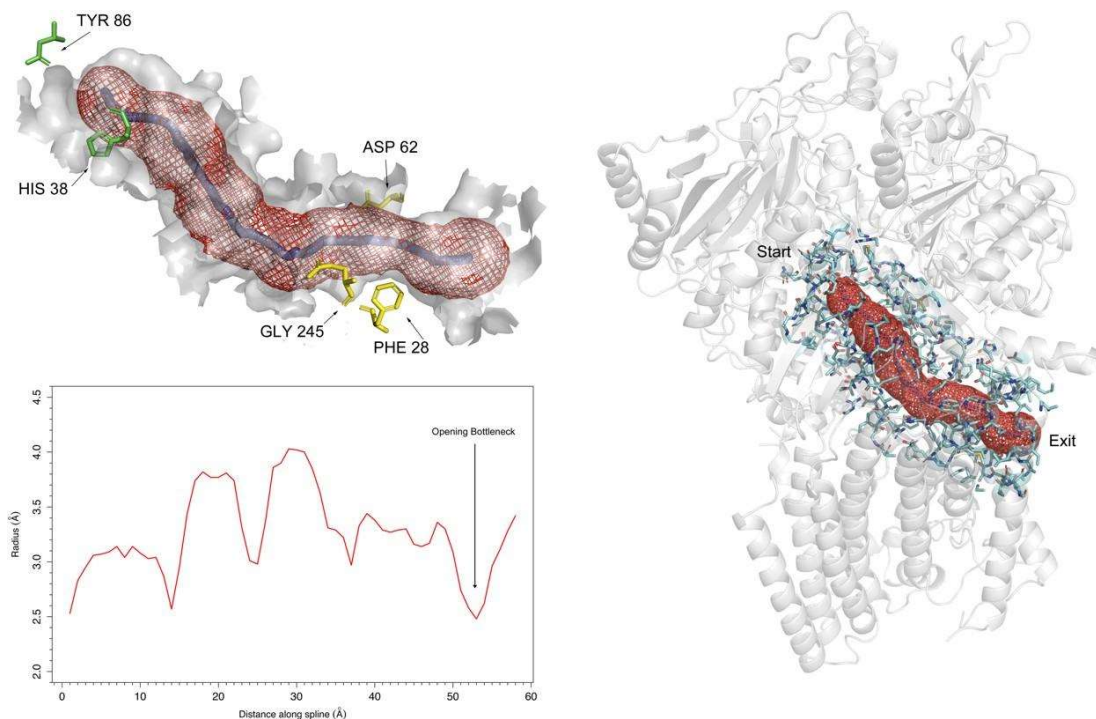 TYR 86
HIS 38
ASP 62
GLY 245
PHE 28
Start
Exit
Opening Bottleneck
Radius (Å)
4.5
4.0
3.5
3.0
2.5
2.0
0 10 20 30 40 50 60
Distance along spline (Å)